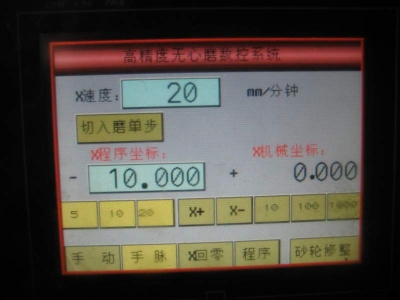 高精度无心磨数控系统
X速度: 20 mm/分钟
切入磨单步
X程序坐标: X机械坐标:
- 10.000 + 0.000
5 10 20 X+ X- 10 100 1000
手 动 手 脉 X回零 程序 砂轮修整